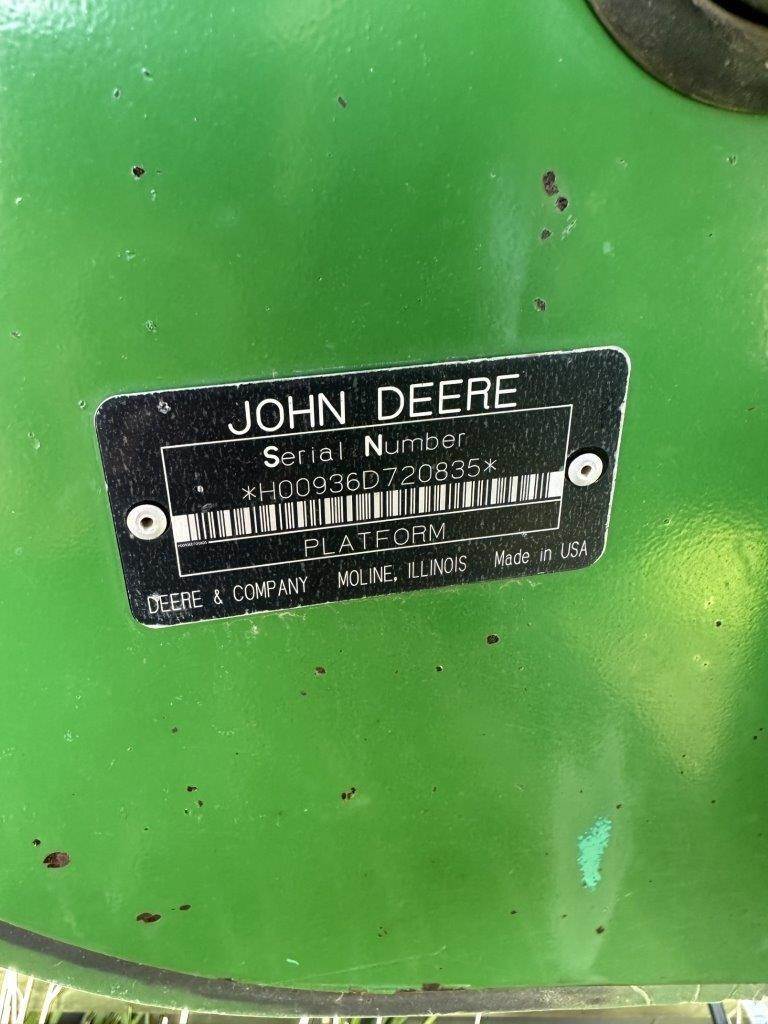 JOHN DEERE
Serial Number
*H00936D720835*
PLATFORM
DEERE & COMPANY MOLINE, ILLINOIS Made in USA